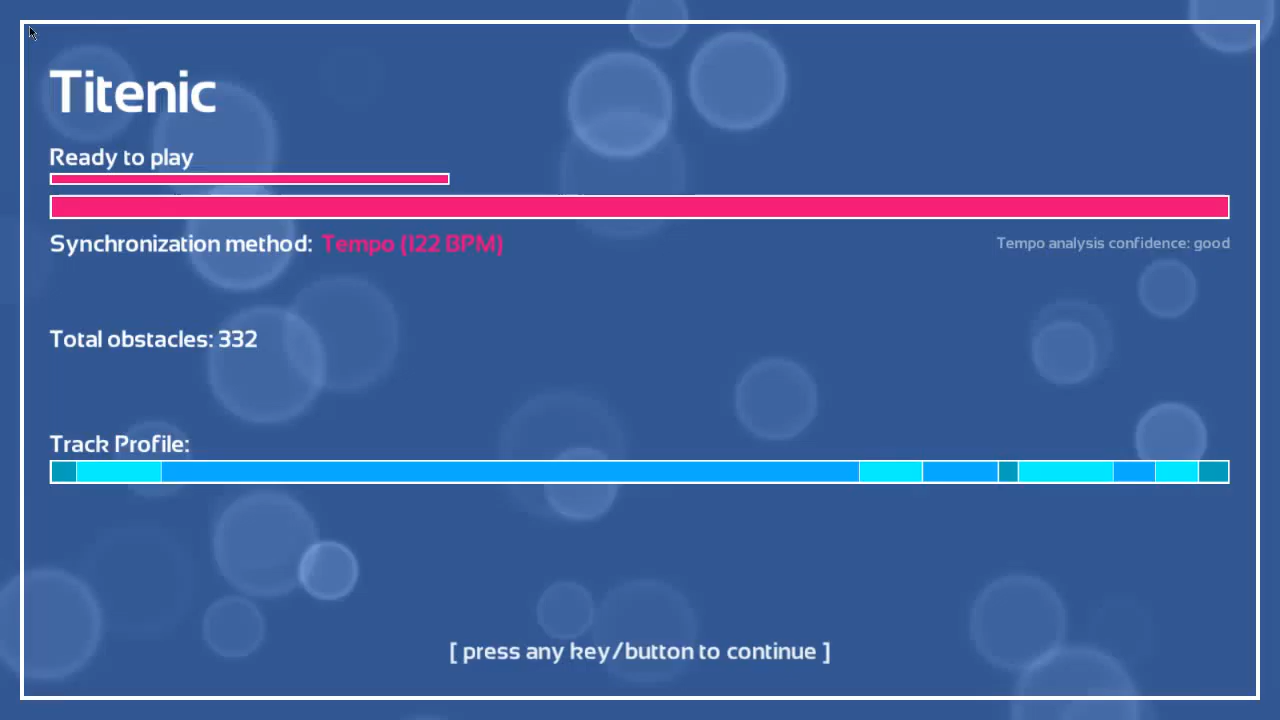 Titenic
Ready to play
Synchronization method: Tempo (122 BPM)
Tempo analysis confidence: good
Total obstacles: 332
Track Profile:
[ press any key/button to continue ]